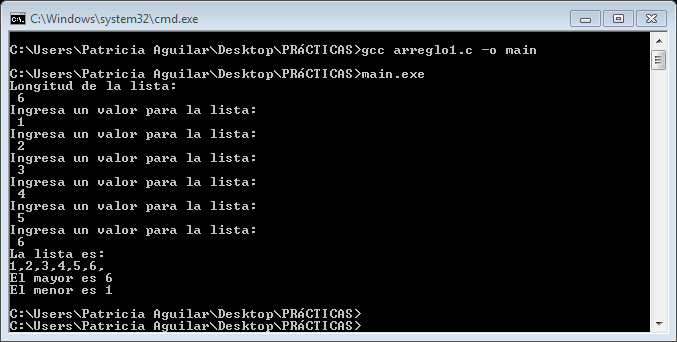 C:\Windows\system32\cmd.exe
C:\Users\Patricia Aguilar\Desktop\PRáCTICAS>gcc arreglo1.c -o main
C:\Users\Patricia Aguilar\Desktop\PRáCTICAS>main.exe
Longitud de la lista:
6
Ingresa un valor para la lista:
1
Ingresa un valor para la lista:
2
Ingresa un valor para la lista:
3
Ingresa un valor para la lista:
4
Ingresa un valor para la lista:
5
Ingresa un valor para la lista:
6
La lista es:
1,2,3,4,5,6,
El mayor es 6
El menor es 1
C:\Users\Patricia Aguilar\Desktop\PRáCTICAS>
C:\Users\Patricia Aguilar\Desktop\PRáCTICAS>